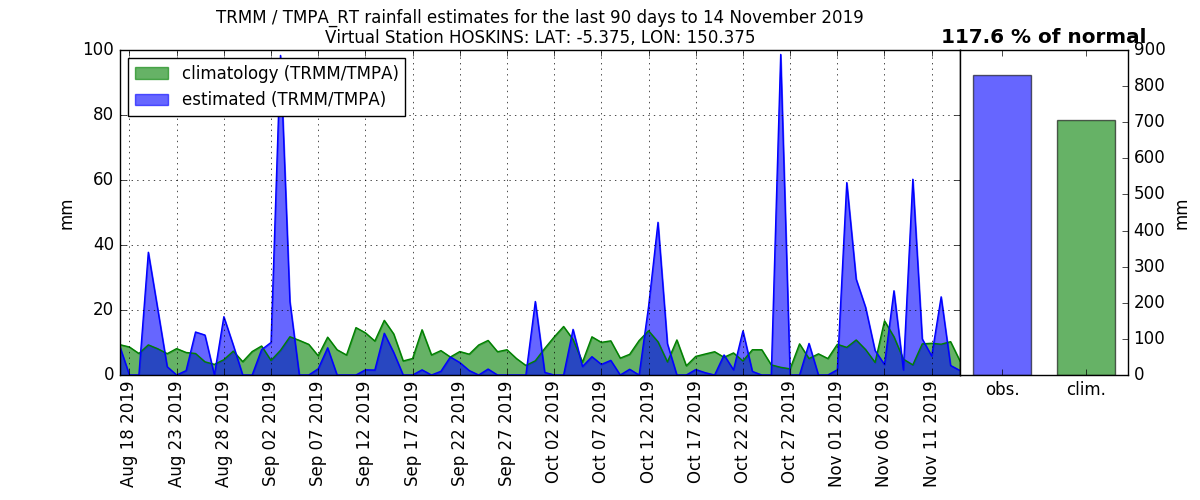 TRMM / TMPA_RT rainfall estimates for the last 90 days to 14 November 2019
Virtual Station HOSKINS: LAT: -5.375, LON: 150.375
117.6 % of normal
climatology (TRMM/TMPA)
estimated (TRMM/TMPA)
100
80
60
40
20
0
mm
Aug 18 2019
Aug 23 2019
Aug 28 2019
Sep 02 2019
Sep 07 2019
Sep 12 2019
Sep 17 2019
Sep 22 2019
Sep 27 2019
Oct 02 2019
Oct 07 2019
Oct 12 2019
Oct 17 2019
Oct 22 2019
Oct 27 2019
Nov 01 2019
Nov 06 2019
Nov 11 2019
obs.
clim.
900
800
700
600
500
400
300
200
100
0
mm